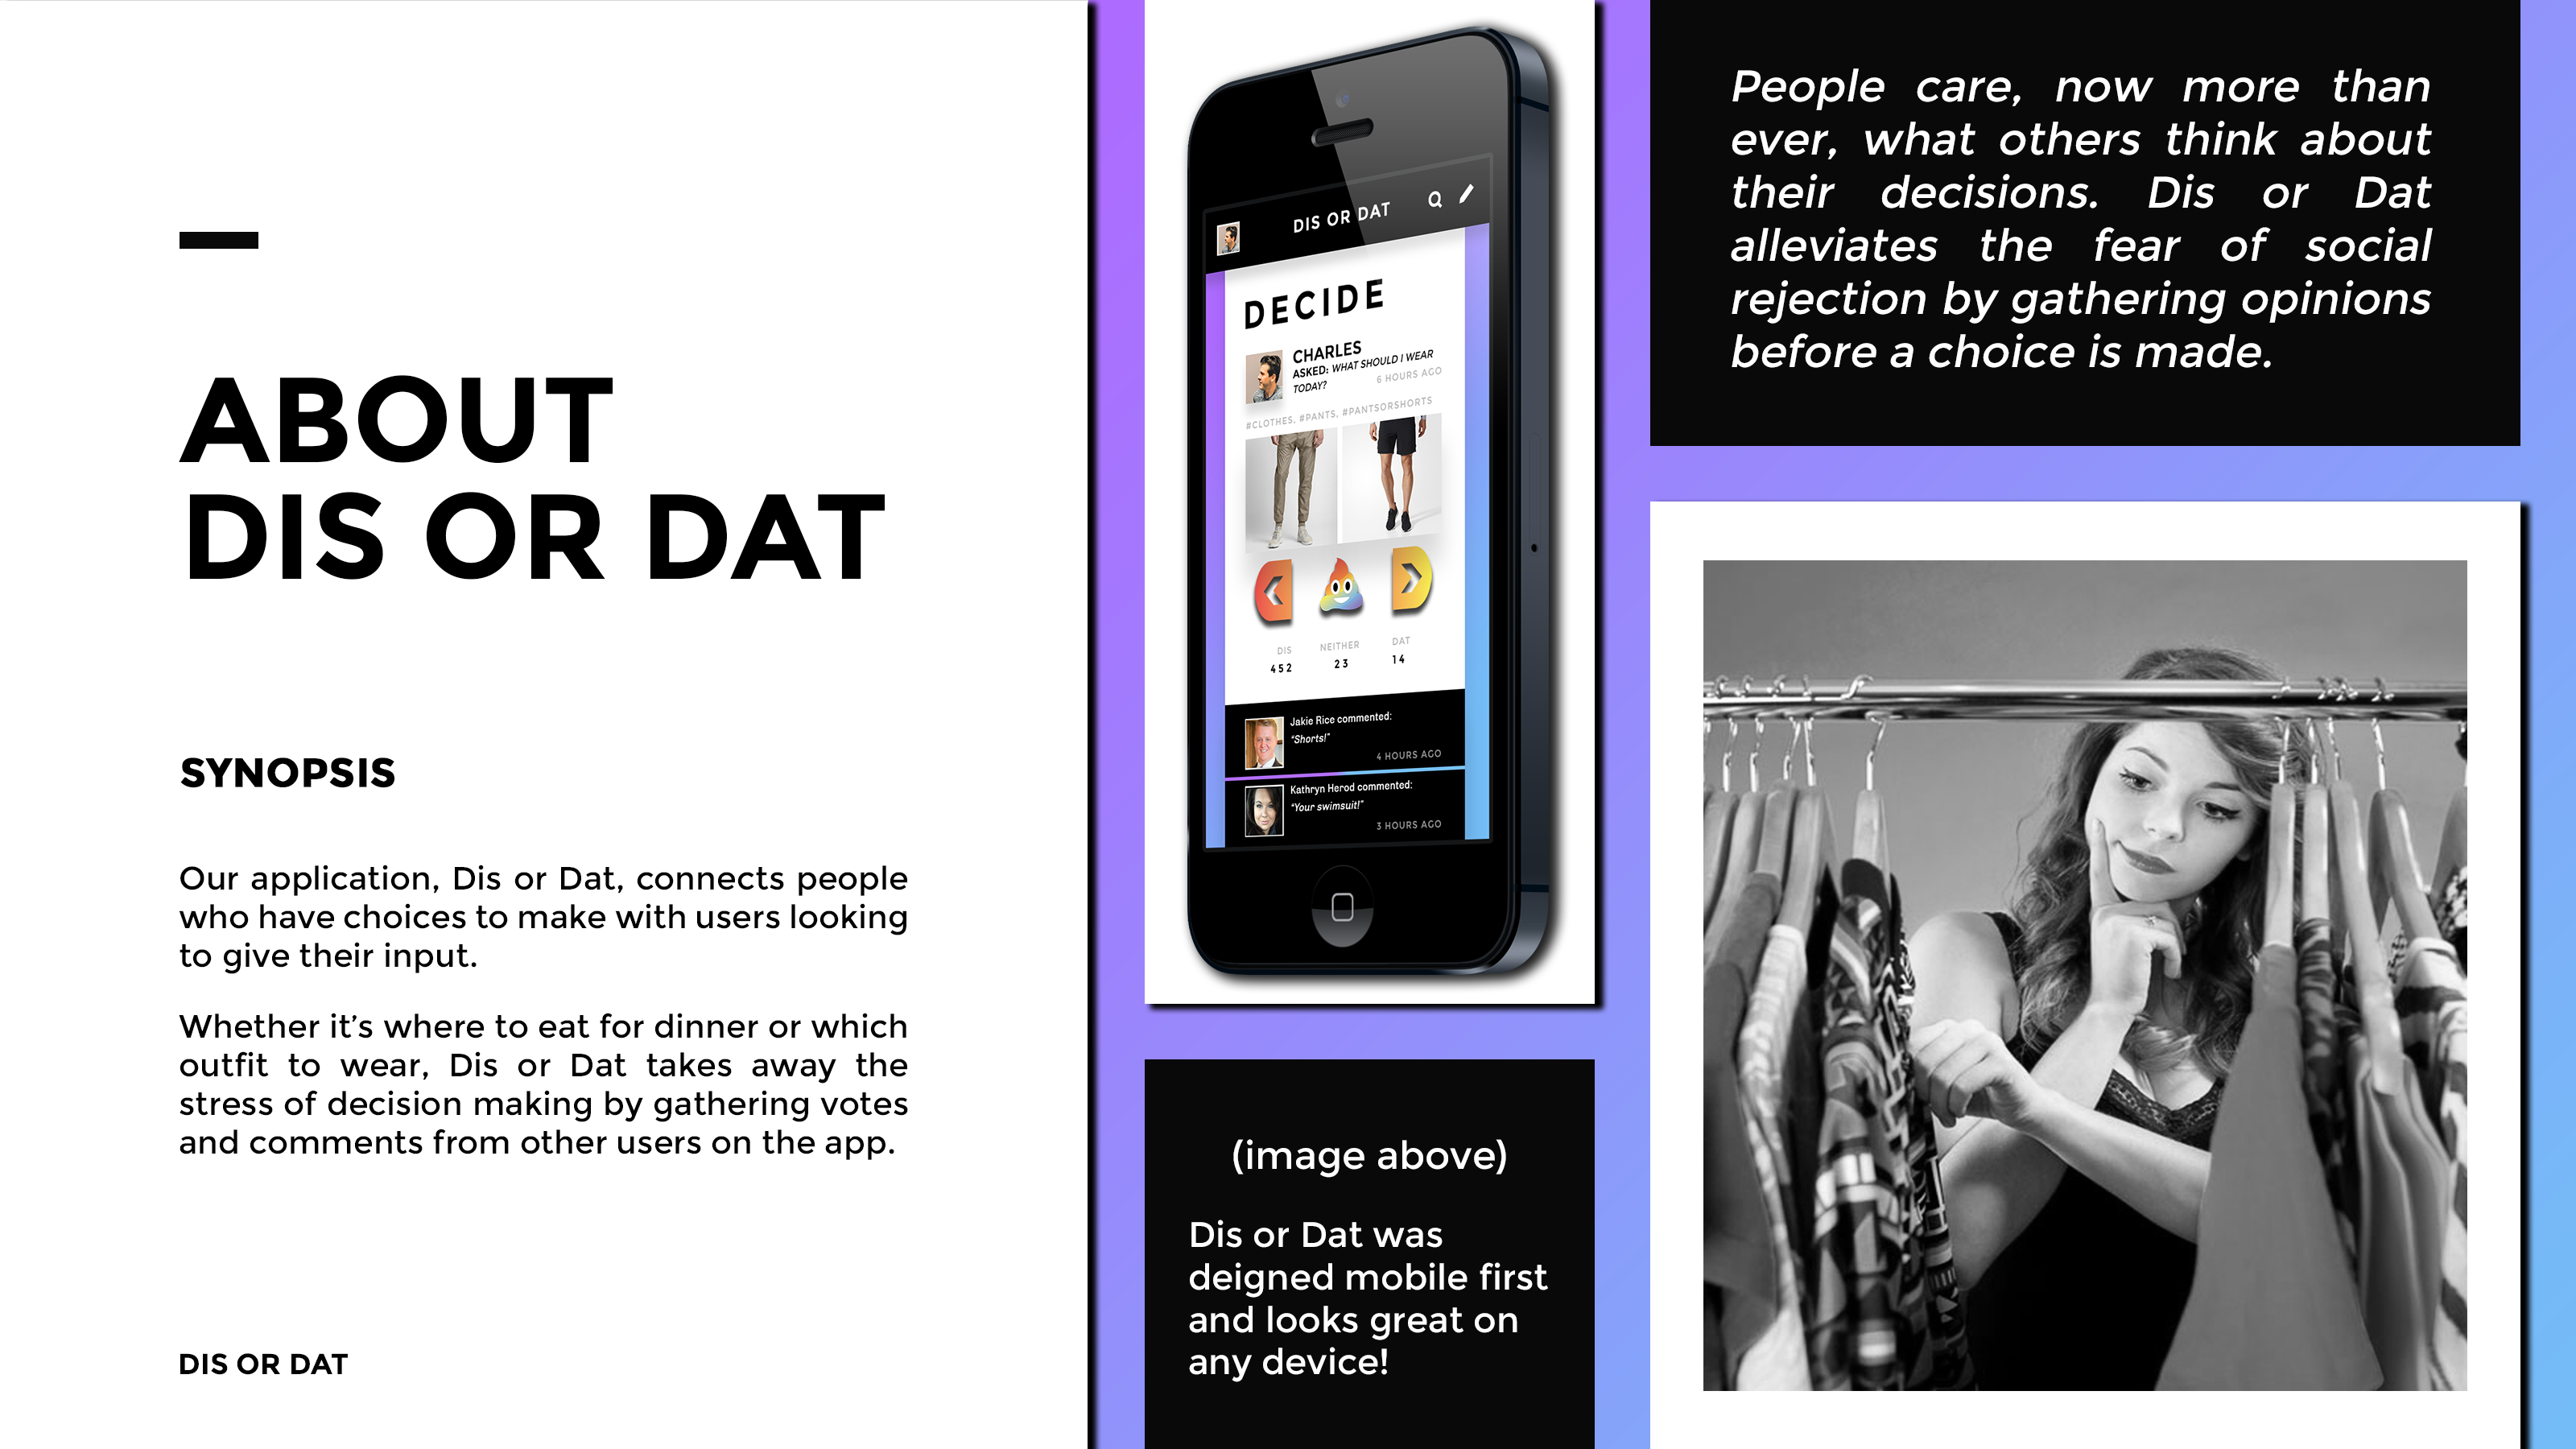 ABOUT
DIS OR DAT
SYNOPSIS
Our application, Dis or Dat, connects people
who have choices to make with users looking
to give their input.
Whether it’s where to eat for dinner or which
outfit to wear, Dis or Dat takes away the
stress of decision making by gathering votes
and comments from other users on the app.
DIS OR DAT
DIS OR DAT
DECIDE
CHARLES
ASKED: WHAT SHOULD I WEAR
TODAY?
6 HOURS AGO
#CLOTHES, #PANTS, #PANTSORSHORTS
DIS
NEITHER
DAT
452
23
14
Jakie Rice commented:
“Shorts!”
4 HOURS AGO
Kathryn Herod commented:
“Your swimsuit!”
3 HOURS AGO
(image above)
Dis or Dat was
deigned mobile first
and looks great on
any device!
People care, now more than
ever, what others think about
their decisions. Dis or Dat
alleviates the fear of social
rejection by gathering opinions
before a choice is made.